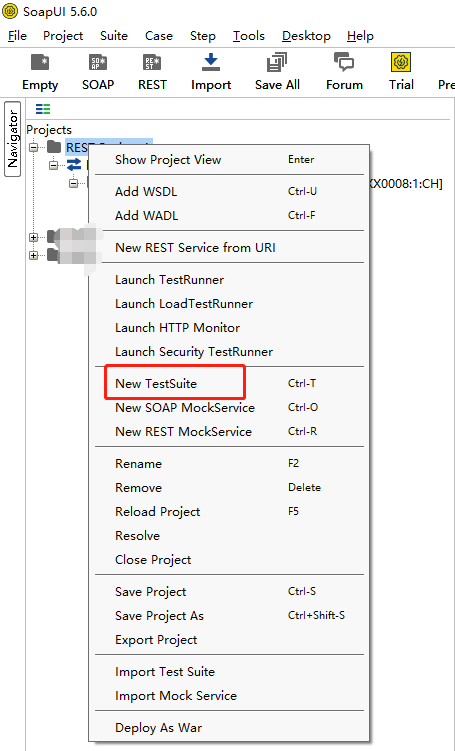 SoapUI 5.6.0
File Project Suite Case Step Tools Desktop Help
Empty SOAP REST Import Save All Forum Trial
Navigator
Projects
REST
Show Project View Enter
XX0008:1:CH]
Add WSDL Ctrl-U
Add WADL Ctrl-F
New REST Service from URI
Launch TestRunner
Launch LoadTestRunner
Launch HTTP Monitor
Launch Security TestRunner
New TestSuite Ctrl-T
New SOAP MockService Ctrl-O
New REST MockService Ctrl-R
Rename F2
Remove Delete
Reload Project F5
Resolve
Close Project
Save Project Ctrl-S
Save Project As Ctrl+Shift-S
Export Project
Import Test Suite
Import Mock Service
Deploy As War